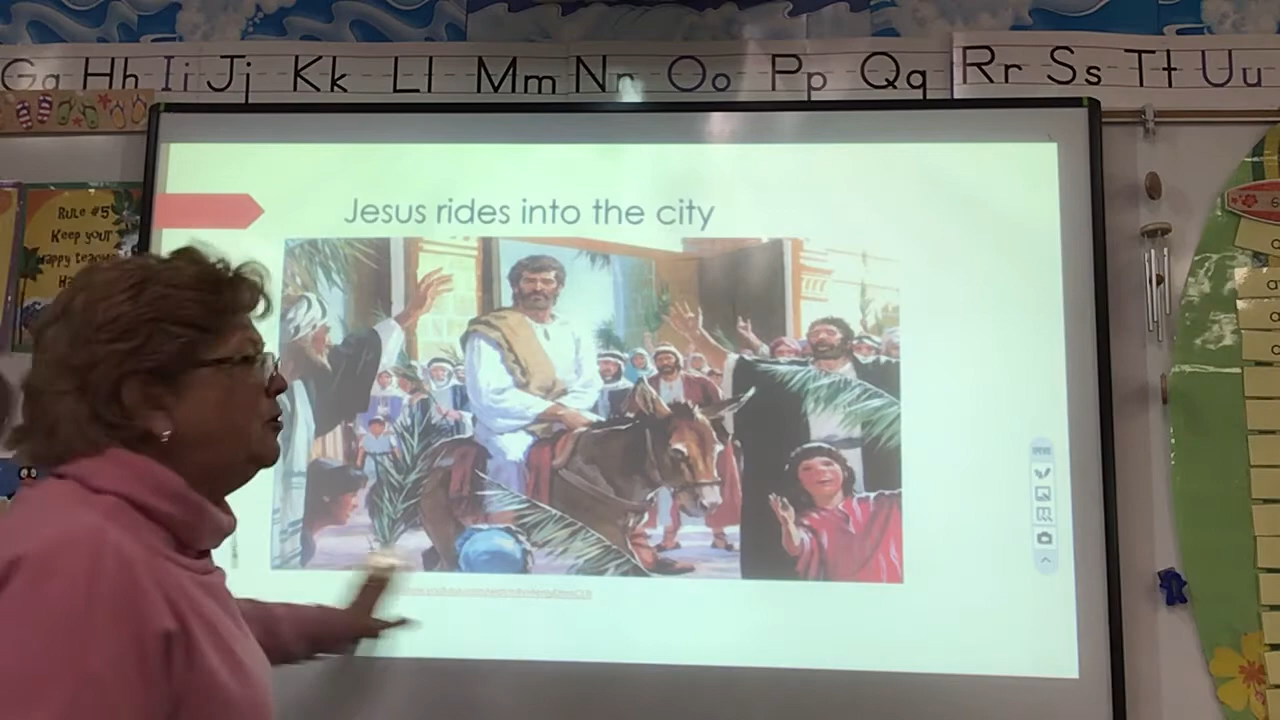 Gg Hh Ii Jj Kk Ll Mm Nn Oo Pp Qq Rr Ss Tt Uu
Rule #5
Keep your
happy
Jesus rides into the city